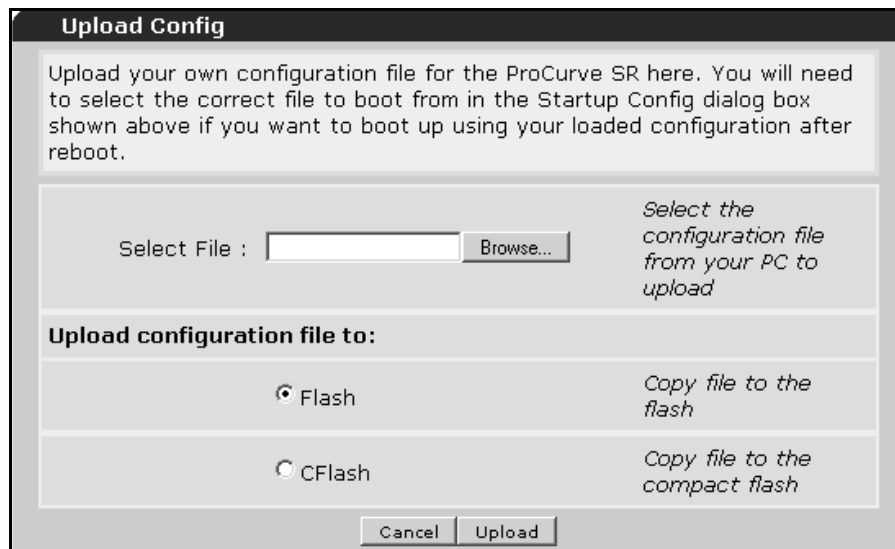 Upload Config
Upload your own configuration file for the ProCurve SR here. You will need
to select the correct file to boot from in the Startup Config dialog box
shown above if you want to boot up using your loaded configuration after
reboot.
Select File :
Browse...
Select the
configuration file
from your PC to
upload
Upload configuration file to:
Flash
Copy file to the
flash
CFlash
Copy file to the
compact flash
Cancel
Upload